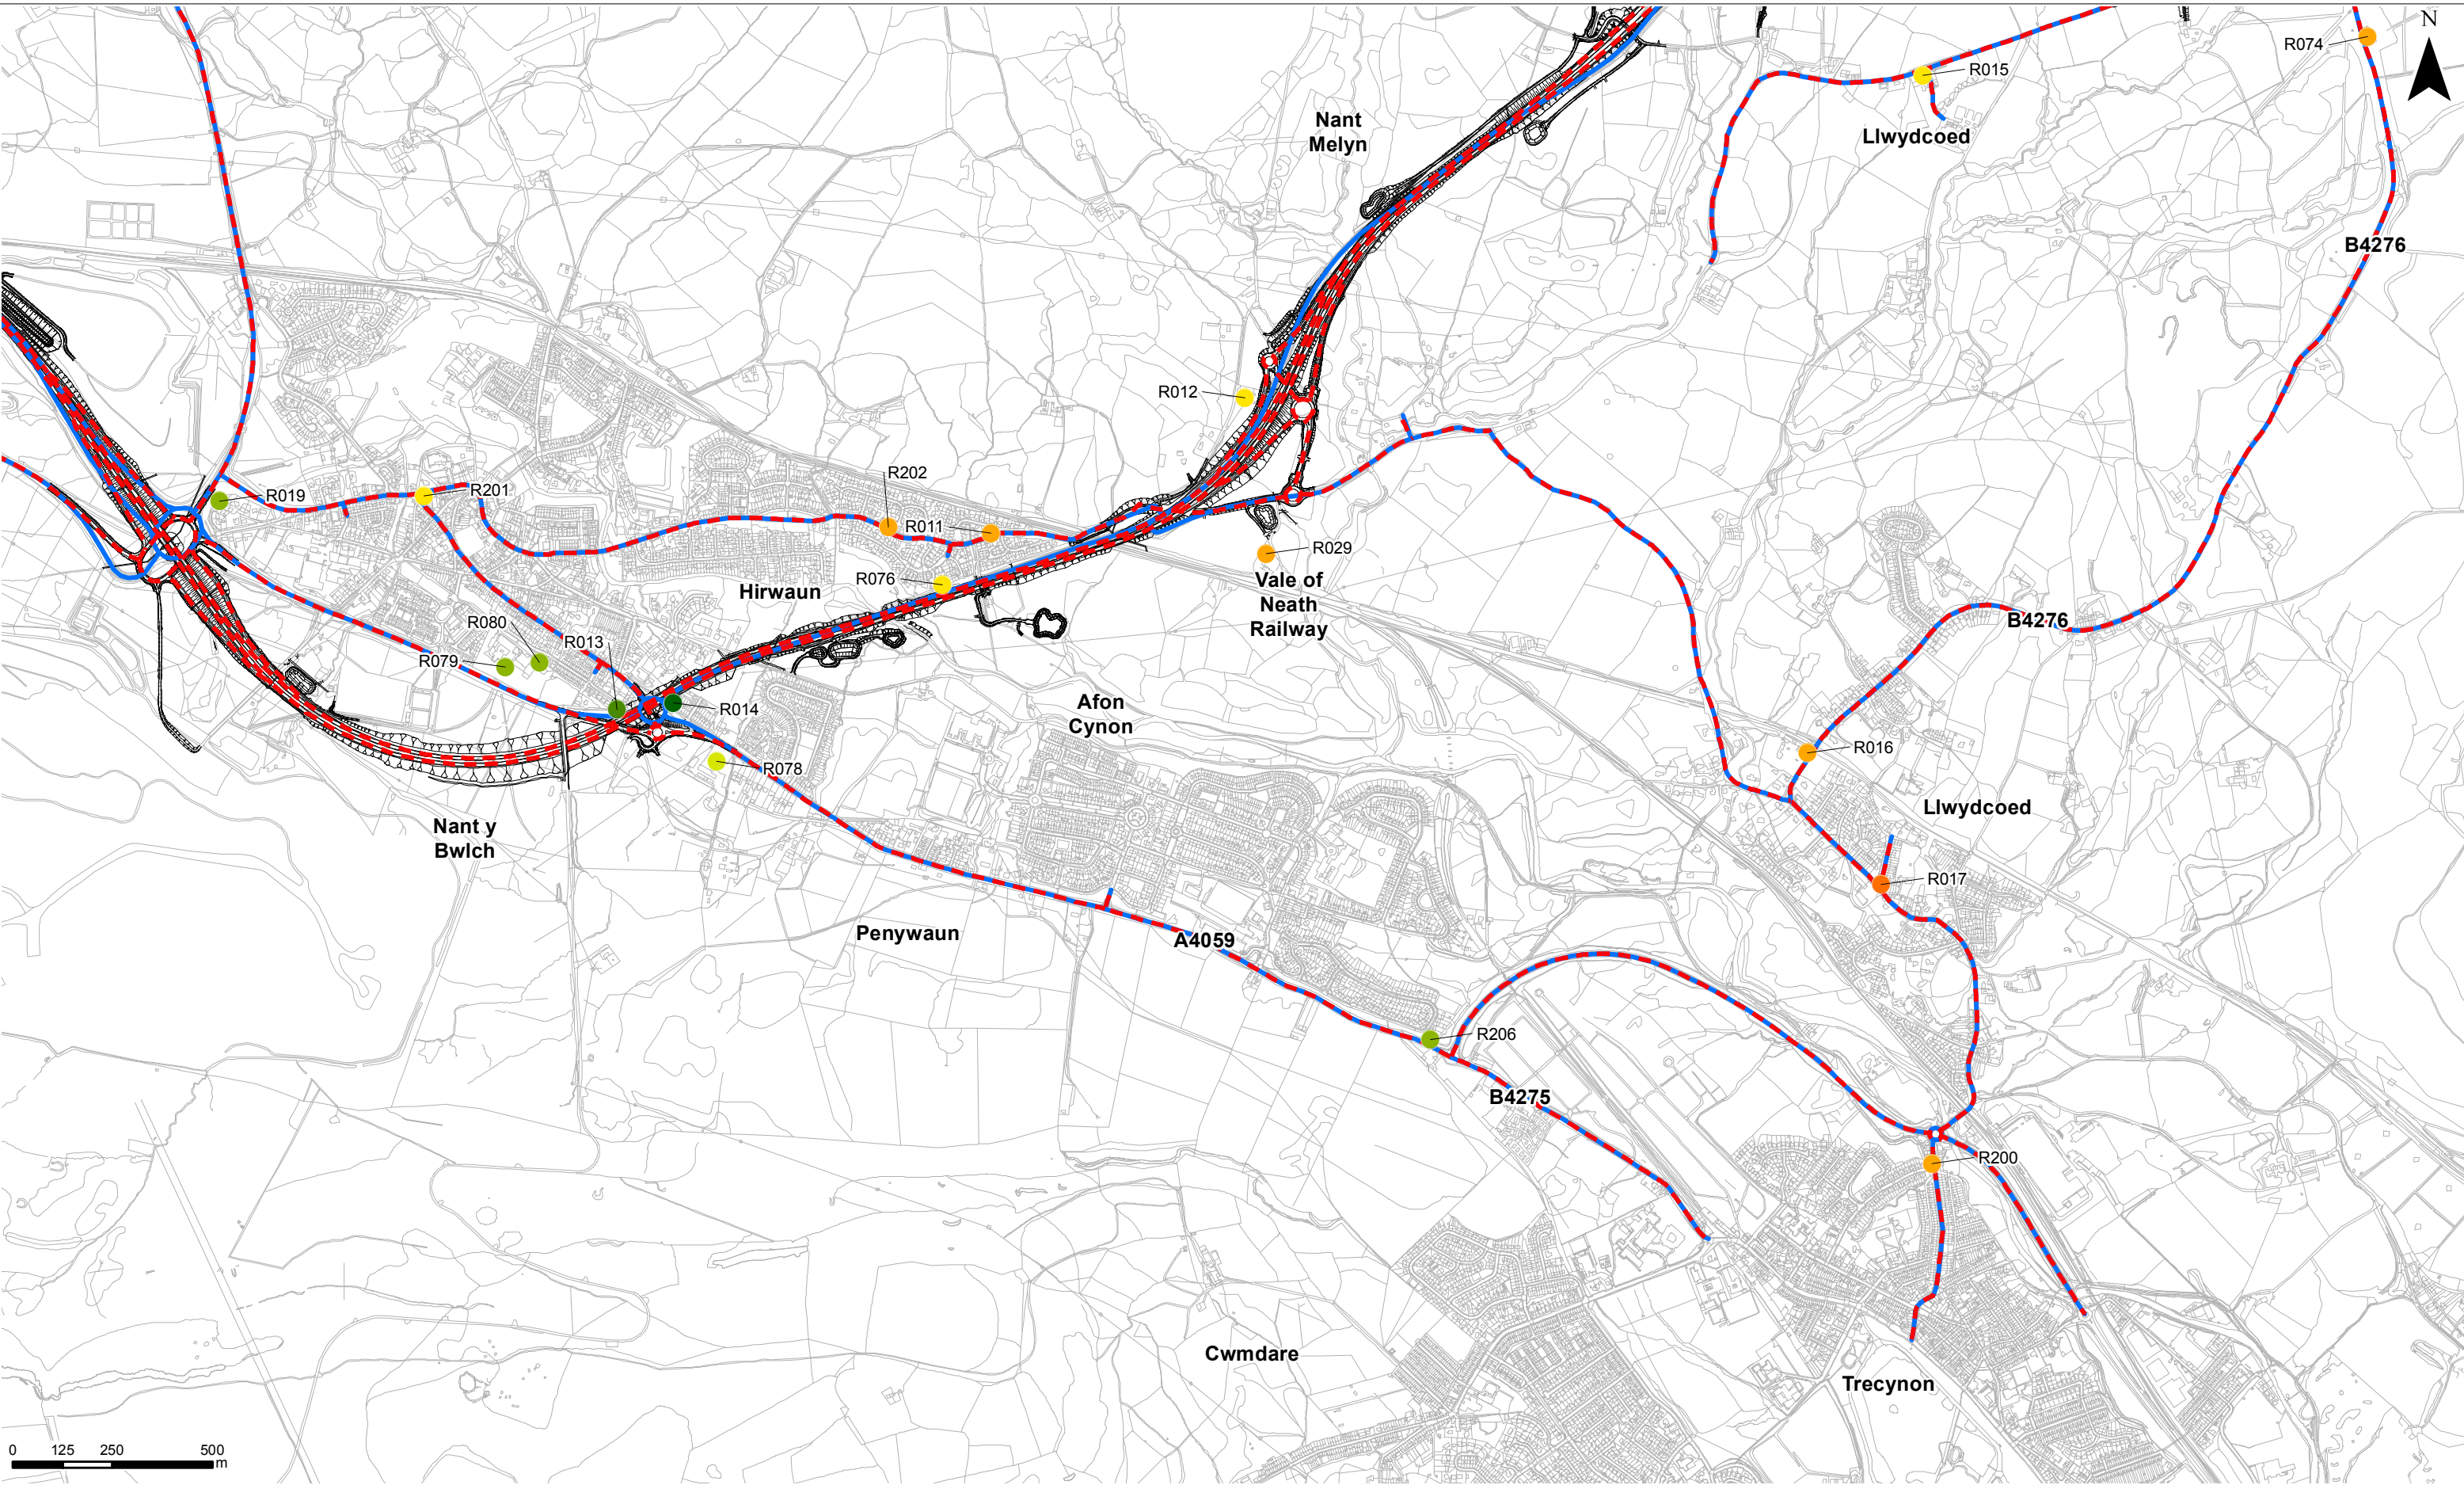 N
R074
R015
Nant
Melyn
Llwydcoed
B4276
R012
R202
R019
R201
R011
R029
Vale of
Neath
Railway
R076
Hirwaun
R080
R013
R079
B4276
Afon
Cynon
R014
R078
R016
Llwydcoed
Nant y
Bwlch
R017
Penywaun
A4059
R206
B4275
R200
Cwmdare
Trecynon
0 125 250 500
m